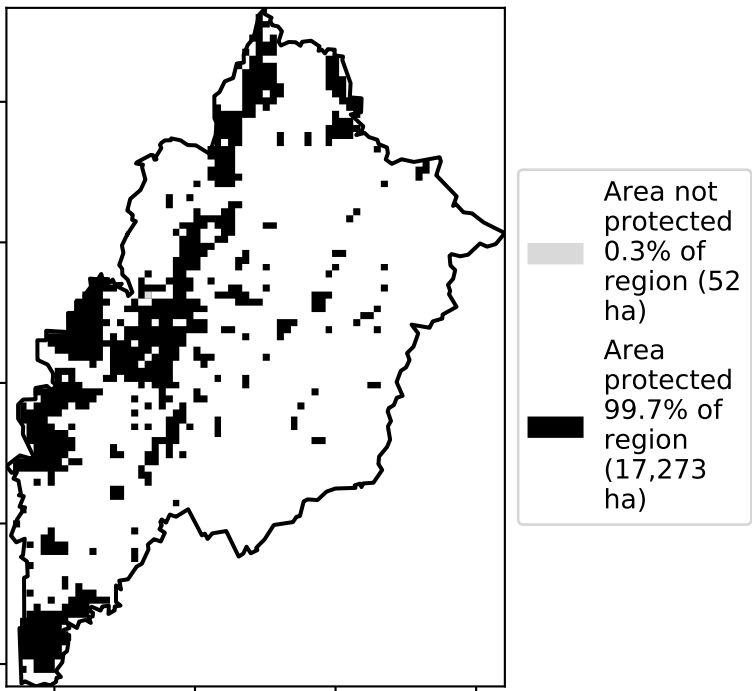 Area not
protected
0.3% of
region (52
ha)
Area
protected
99.7% of
region
(17,273
ha)